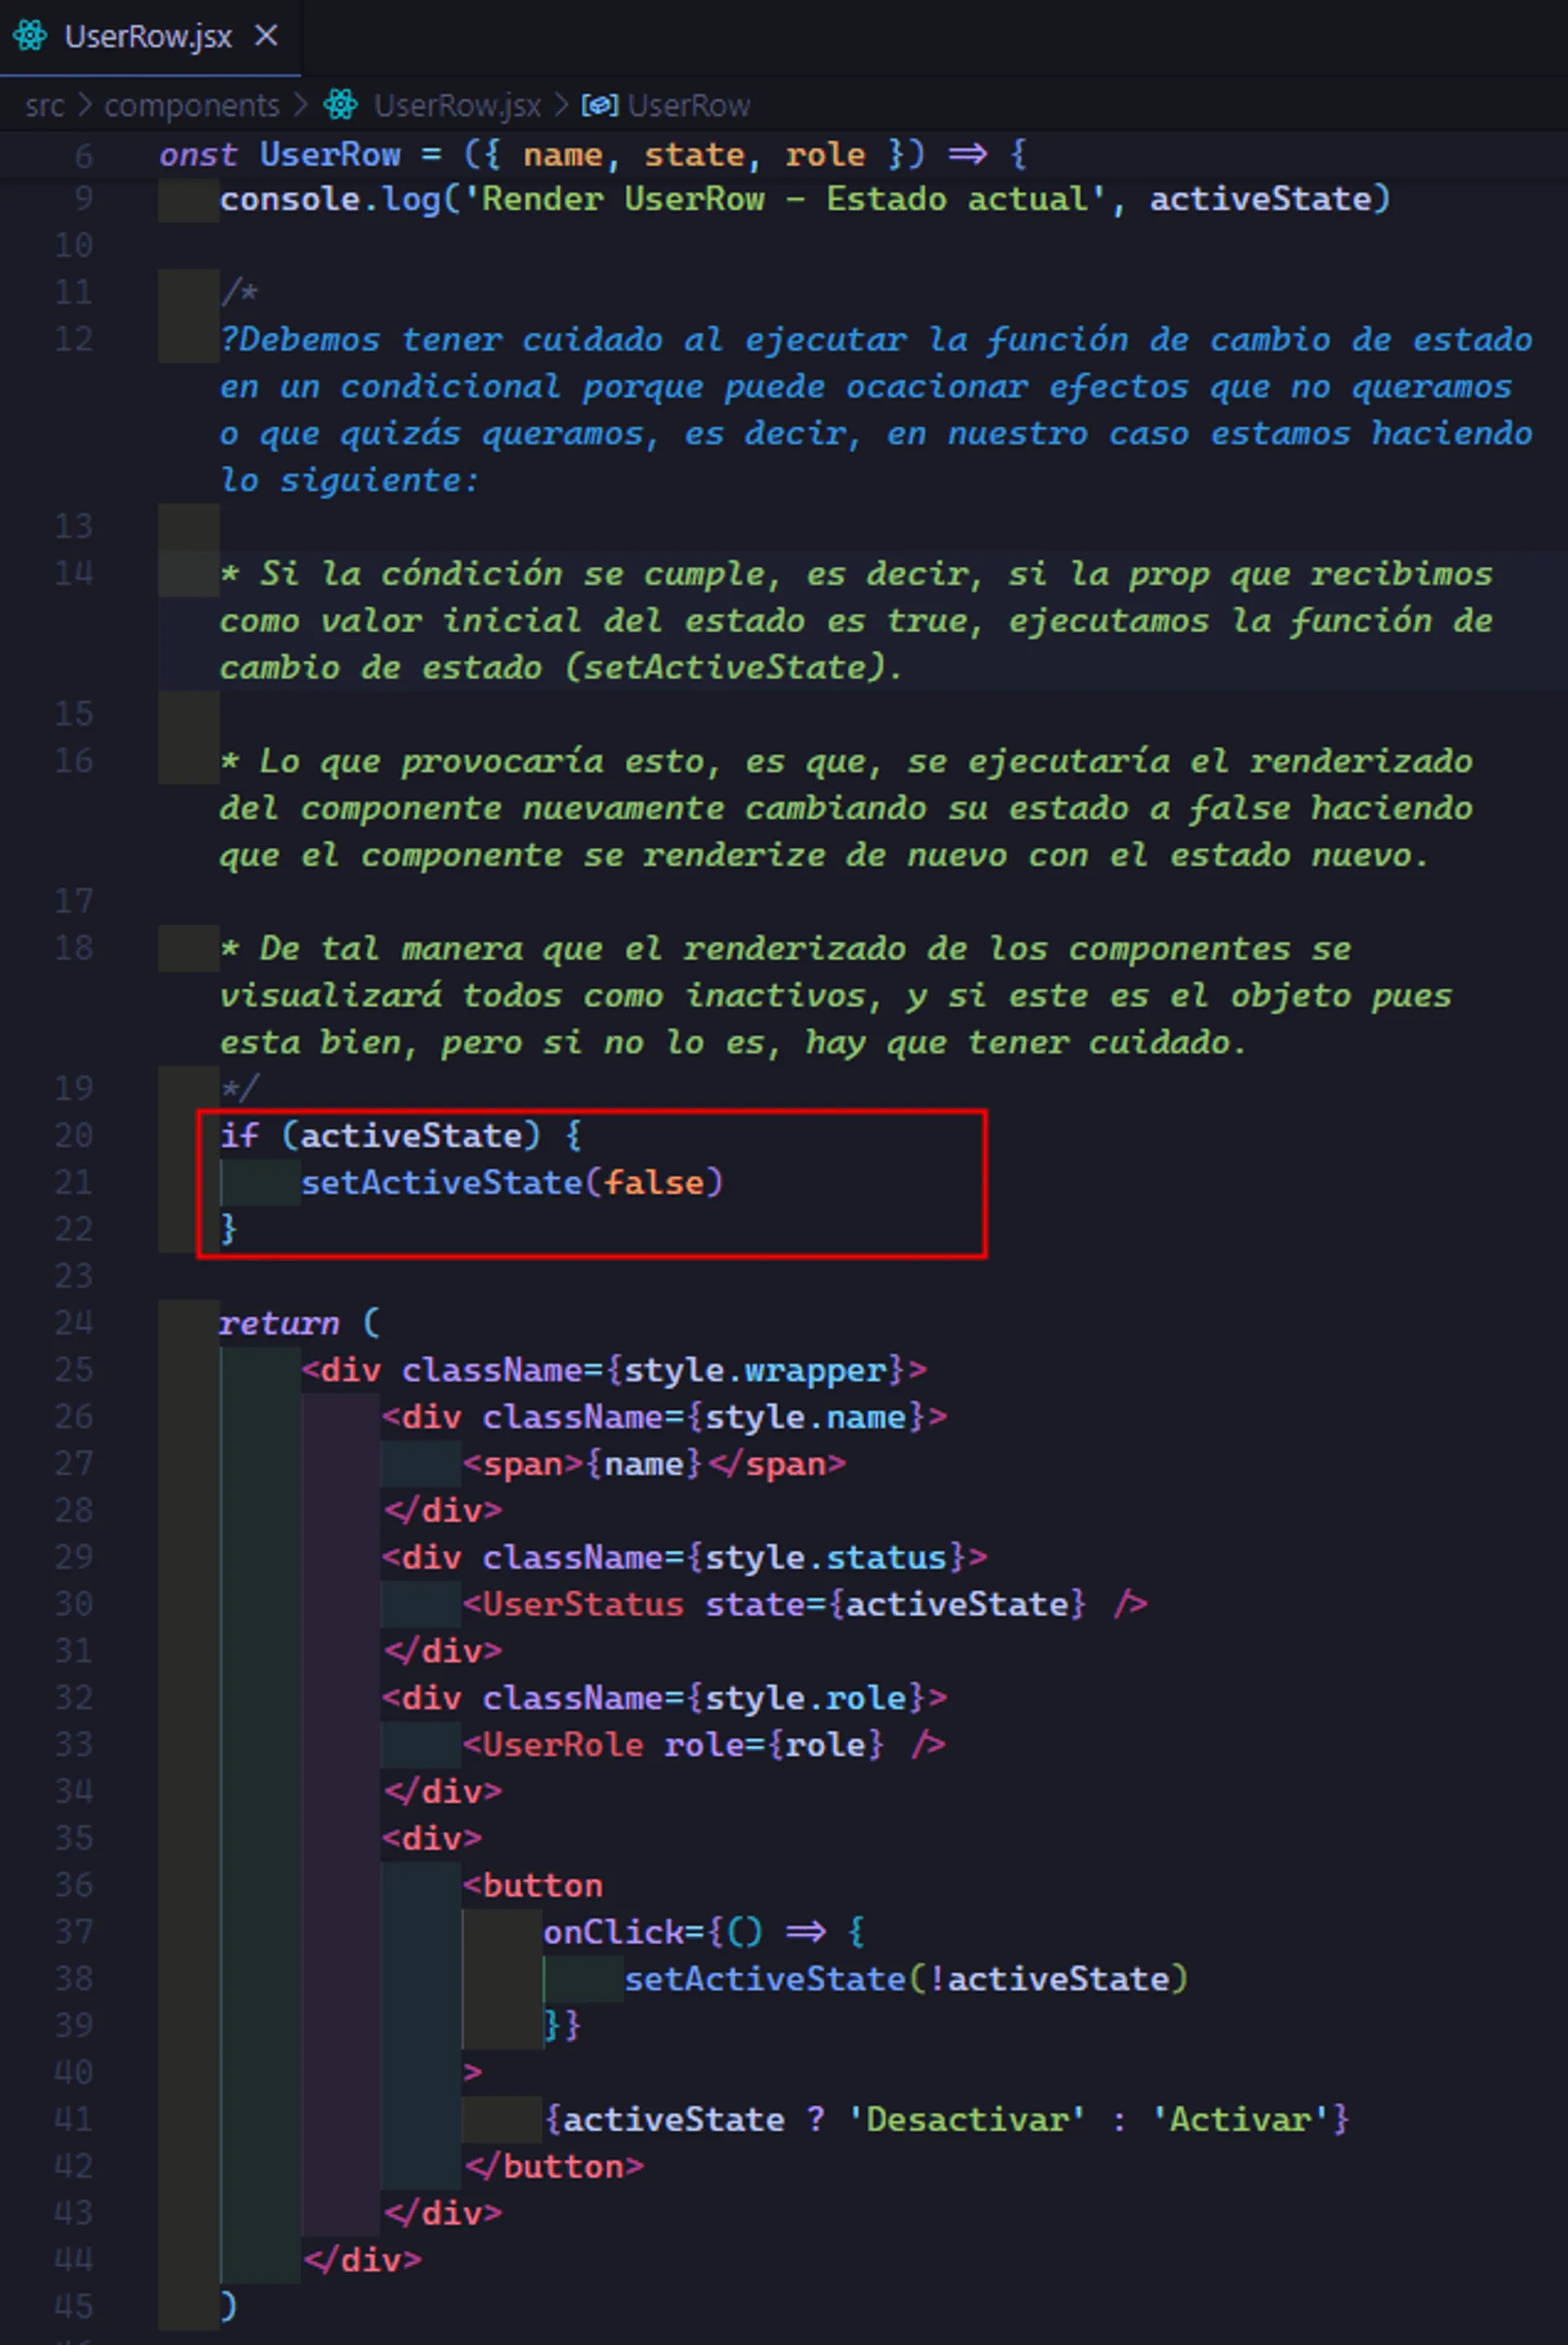 UserRow.jsx
src > components > UserRow.jsx > UserRow
6 onst UserRow = ({ name, state, role }) => {
9 console.log('Render UserRow - Estado actual', activeState)
10
11 /*
12 ?Debemos tener cuidado al ejecutar la función de cambio de estado
en un condicional porque puede ocacionar efectos que no queramos
o que quizás queramos, es decir, en nuestro caso estamos haciendo
lo siguiente:
13
14 * Si la cóndición se cumple, es decir, si la prop que recibimos
como valor inicial del estado es true, ejecutamos la función de
cambio de estado (setActiveState).
15
16 * Lo que provocaría esto, es que, se ejecutaría el renderizado
del componente nuevamente cambiando su estado a false haciendo
que el componente se renderize de nuevo con el estado nuevo.
17
18 * De tal manera que el renderizado de los componentes se
visualizará todos como inactivos, y si este es el objeto pues
esta bien, pero si no lo es, hay que tener cuidado.
19 */
20 if (activeState) {
21 setActiveState(false)
22 }
23
24 return (
25 <div className={style.wrapper}>
26 <div className={style.name}>
27 <span>{name}</span>
28 </div>
29 <div className={style.status}>
30 <UserStatus state={activeState} />
31 </div>
32 <div className={style.role}>
33 <UserRole role={role} />
34 </div>
35 <div>
36 <button
37 onClick={() => {
38 setActiveState(!activeState)
39 }}
40 >
41 {activeState ? 'Desactivar' : 'Activar'}
42 </button>
43 </div>
44 </div>
45 )